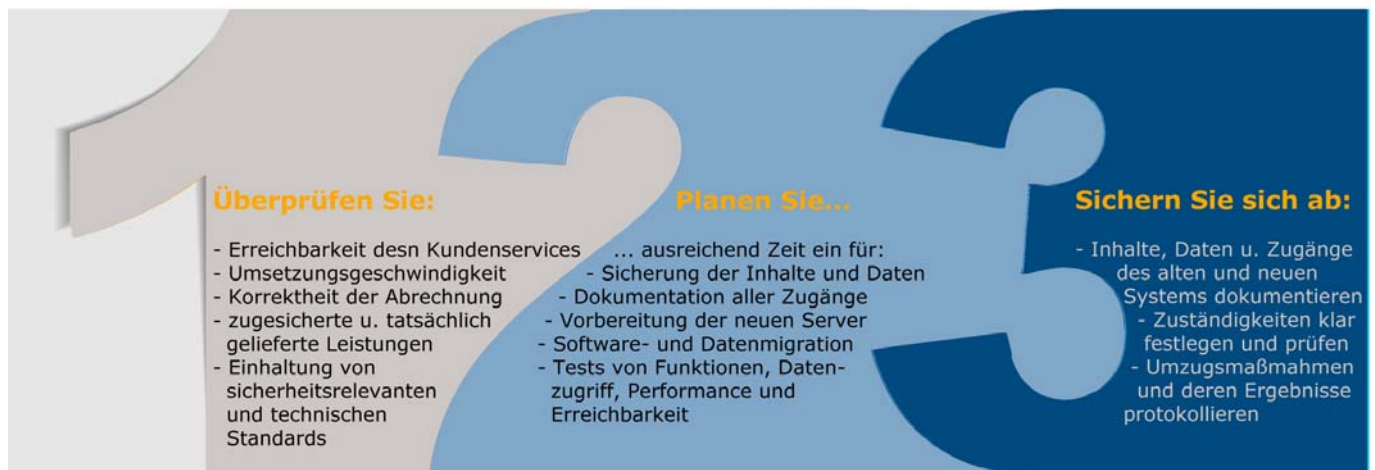 1
Überprüfen Sie:
- Erreichbarkeit desn Kundenservices
- Umsetzungsgeschwindigkeit
- Korrektheit der Abrechnung
- zugesicherte u. tatsächlich
gelieferte Leistungen
- Einhaltung von
sicherheitsrelevanten
und technischen
Standards
2
Planen Sie...
... ausreichend Zeit ein für:
- Sicherung der Inhalte und Daten
- Dokumentation aller Zugänge
- Vorbereitung der neuen Server
- Software- und Datenmigration
- Tests von Funktionen, Daten-
zugriff, Performance und
Erreichbarkeit
3
Sichern Sie sich ab:
- Inhalte, Daten u. Zugänge
des alten und neuen
Systems dokumentieren
- Zuständigkeiten klar
festlegen und prüfen
- Umzugsmaßmahmen
und deren Ergebnisse
protokollieren